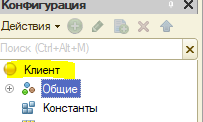 Конфигурация
Действия
Поиск (Ctrl+Alt+M)
Клиент
Общие
Константы